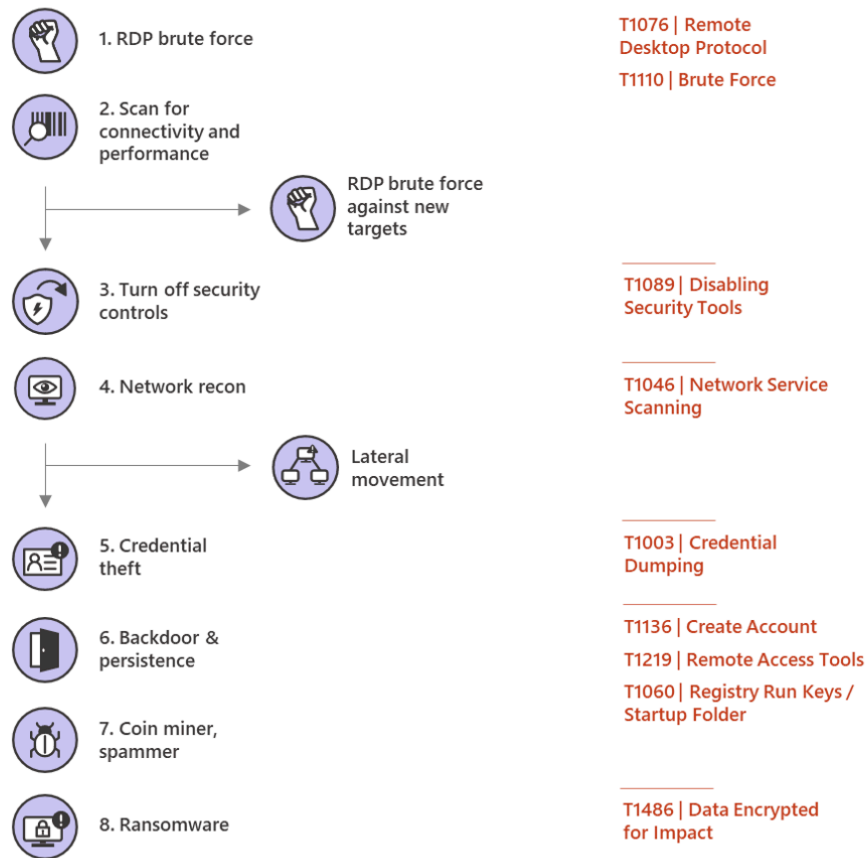 1. RDP brute force
T1076 | Remote
Desktop Protocol
T1110 | Brute Force
2. Scan for
connectivity and
performance
RDP brute force
against new
targets
3. Turn off security
controls
T1089 | Disabling
Security Tools
4. Network recon
T1046 | Network Service
Scanning
Lateral
movement
5. Credential
theft
T1003 | Credential
Dumping
6. Backdoor &
persistence
T1136 | Create Account
T1219 | Remote Access Tools
T1060 | Registry Run Keys /
Startup Folder
7. Coin miner,
spammer
8. Ransomware
T1486 | Data Encrypted
for Impact